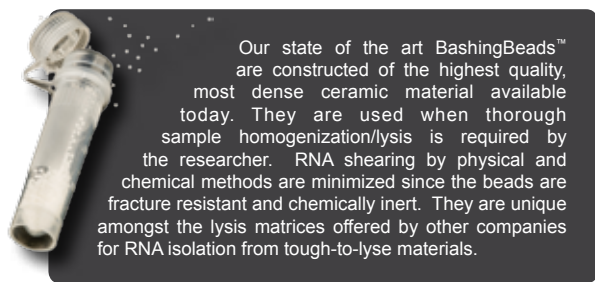 Our state of the art BashingBeads™
are constructed of the highest quality,
most dense ceramic material available
today. They are used when thorough
sample homogenization/lysis is required by
the researcher. RNA shearing by physical and
chemical methods are minimized since the beads are
fracture resistant and chemically inert. They are unique
amongst the lysis matrices offered by other companies
for RNA isolation from tough-to-lyse materials.